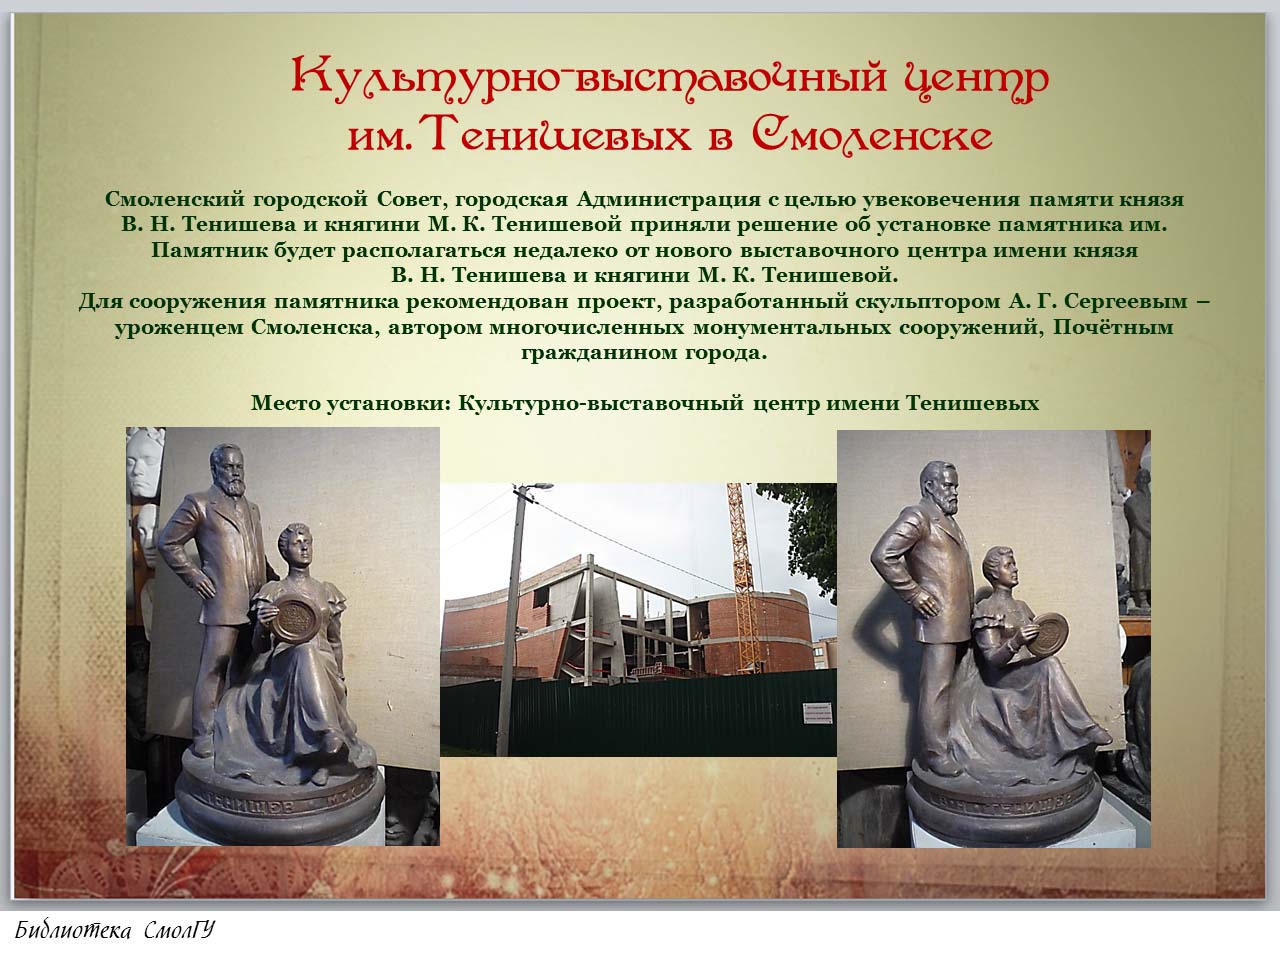 Культурно-выставочный центр
им. Тенишевых в Смоленске
Смоленский городской Совет, городская Администрация с целью увековечения памяти князя
В. Н. Тенишева и княгини М. К. Тенишевой приняли решение об установке памятника им.
Памятник будет располагаться недалеко от нового выставочного центра имени князя
В. Н. Тенишева и княгини М. К. Тенишевой.
Для сооружения памятника рекомендован проект, разработанный скульптором А. Г. Сергеевым –
уроженцем Смоленска, автором многочисленных монументальных сооружений, Почётным
гражданином города.
Место установки: Культурно-выставочный центр имени Тенишевых
ТЕНИШЕВ • М • К
В • Н • ТЕНИШЕВ
Библиотека СмолГУ